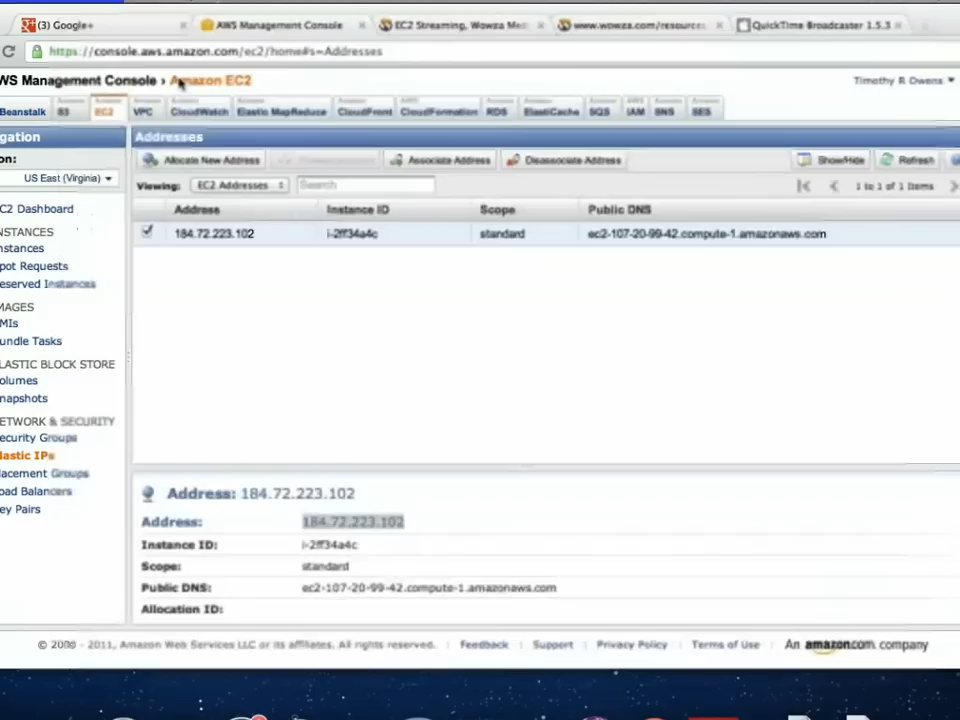 (3) Google+
AWS Management Console
EC2 Streaming, Wowza Med
www.wowza.com/resource
QuickTime Broadcaster 1.5.3
https://console.aws.amazon.com/ec2/home#s=Addresses
WS Management Console › Amazon EC2
Timothy R Owens
Beanstalk
Amazon S3
Amazon EC2
VPC
CloudWatch
Elastic MapReduce
CloudFront
CloudFormation
RDS
ElastiCache
SQS
IAM
SNS
SES
gation
Addresses
on:
Allocate New Address
Associate Address
Disassociate Address
Show/Hide
Refresh
US East (Virginia)
Viewing: EC2 Addresses
Search
1 to 1 of 1 Items
C2 Dashboard
Address
Instance ID
Scope
Public DNS
NSTANCES
184.72.223.102
i-2ff34a4c
standard
ec2-107-20-99-42.compute-1.amazonaws.com
nstances
pot Requests
eserved Instances
MAGES
MIs
undle Tasks
LASTIC BLOCK STORE
olumes
napshots
ETWORK & SECURITY
ecurity Groups
lastic IPs
lacement Groups
oad Balancers
ey Pairs
Address: 184.72.223.102
Address: 184.72.223.102
Instance ID: i-2ff34a4c
Scope: standard
Public DNS: ec2-107-20-99-42.compute-1.amazonaws.com
Allocation ID:
© 2008 - 2011, Amazon Web Services LLC or its affiliates. All rights reserved.
Feedback
Support
Privacy Policy
Terms of Use
An amazon.com company